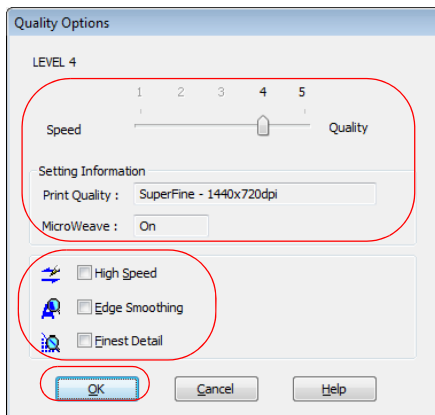 Quality Options
LEVEL 4
1 2 3 4 5
Speed Quality
Setting Information
Print Quality : SuperFine - 1440x720dpi
MicroWeave : On
High Speed
Edge Smoothing
Finest Detail
OK Cancel Help